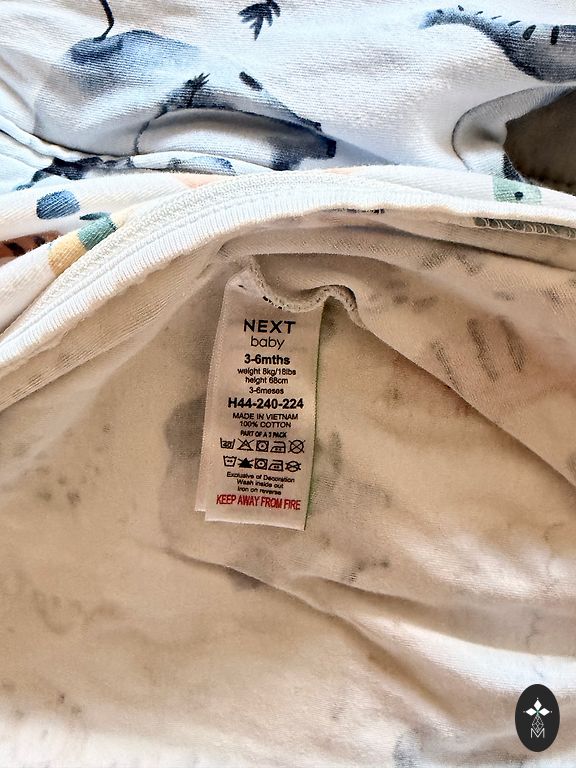 NEXT
baby
3-6mths
weight 8kg/18lbs
height 68cm
3-6meses
H44-240-224
MADE IN VIETNAM
100% COTTON
PART OF A 3 PACK
Exclusive of Decoration
Wash inside out
Iron on reverse
KEEP AWAY FROM FIRE